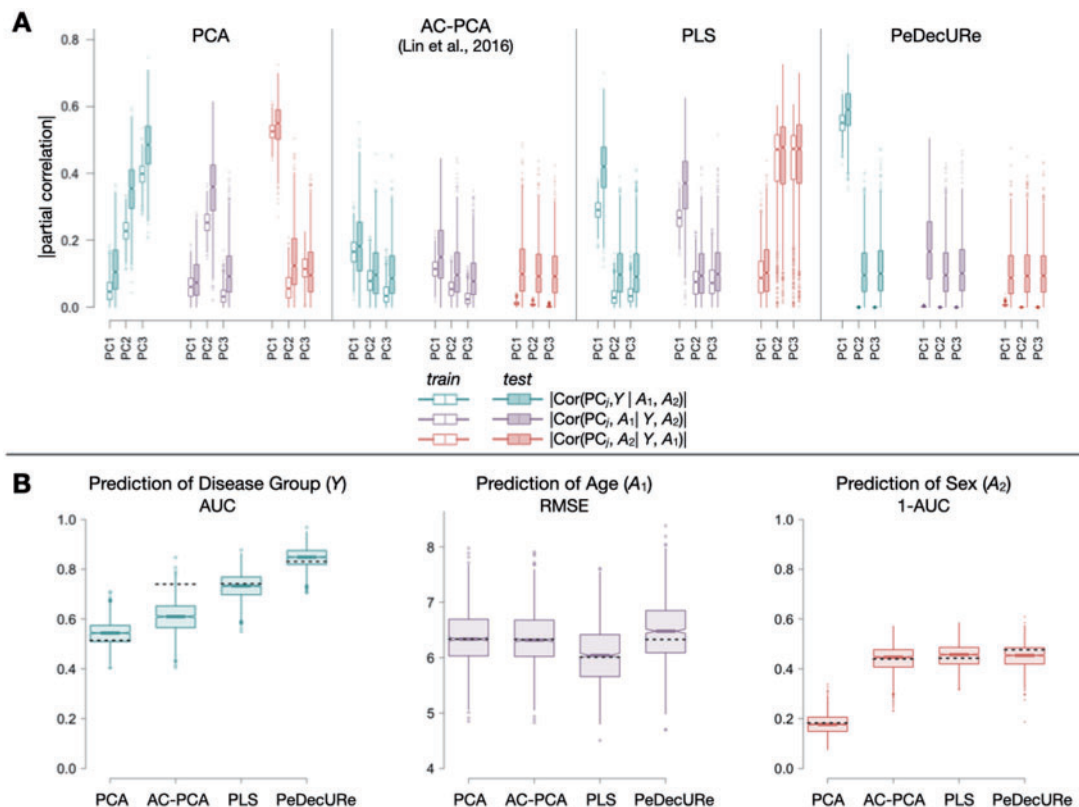 A
PCA
AC-PCA
(Lin et al., 2016)
PLS
PeDecURe
|partial correlation|
0.8
0.6
0.4
0.2
0.0
PC1 PC2 PC3 PC1 PC2 PC3 PC1 PC2 PC3 PC1 PC2 PC3 PC1 PC2 PC3 PC1 PC2 PC3 PC1 PC2 PC3 PC1 PC2 PC3 PC1 PC2 PC3 PC1 PC2 PC3 PC1 PC2 PC3 PC1 PC2 PC3
train test
|Cor(PCj,Y | A1, A2)|
|Cor(PCj, A1| Y, A2)|
|Cor(PCj, A2| Y, A1)|
B
Prediction of Disease Group (Y)
AUC
1.0
0.8
0.6
0.4
0.2
0.0
PCA AC-PCA PLS PeDecURe
Prediction of Age (A1)
RMSE
8
7
6
5
4
PCA AC-PCA PLS PeDecURe
Prediction of Sex (A2)
1-AUC
1.0
0.8
0.6
0.4
0.2
0.0
PCA AC-PCA PLS PeDecURe